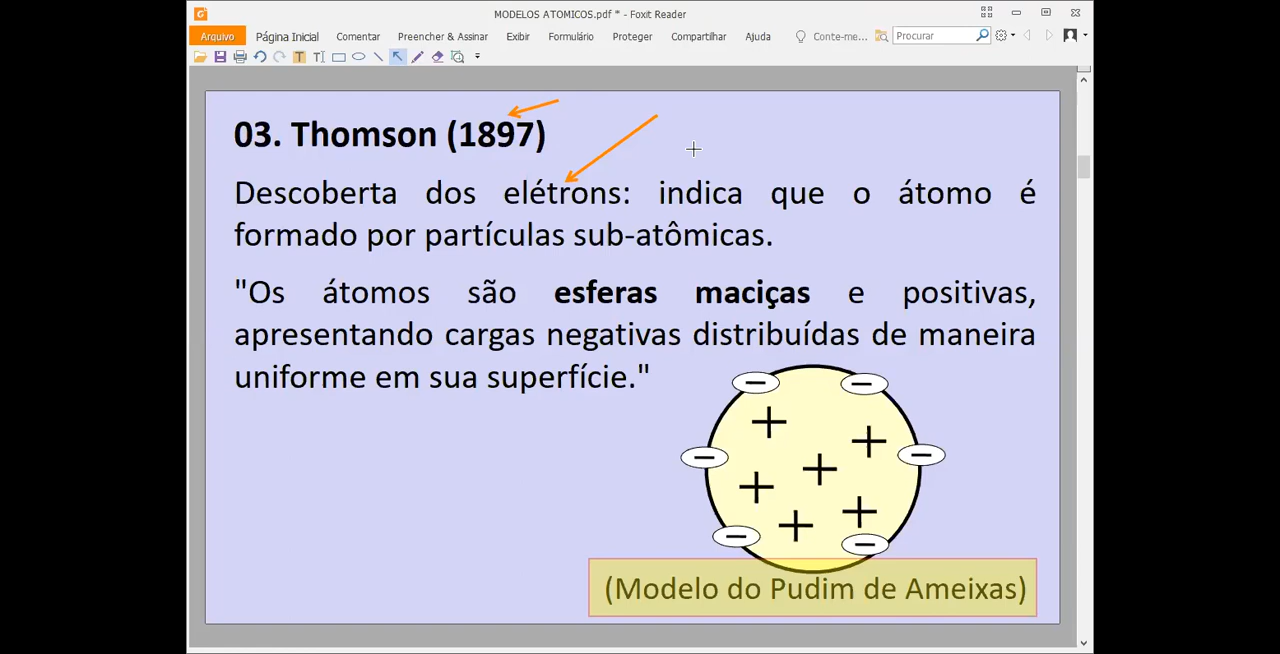 MODELOS ATOMICOS.pdf * - Foxit Reader
Arquivo Página Inicial Comentar Preencher & Assinar Exibir Formulário Proteger Compartilhar Ajuda Conte-me... Procurar
03. Thomson (1897)
Descoberta dos elétrons: indica que o átomo é
formado por partículas sub-atômicas.
"Os átomos são esferas maciças e positivas,
apresentando cargas negativas distribuídas de maneira
uniforme em sua superfície."
(Modelo do Pudim de Ameixas)